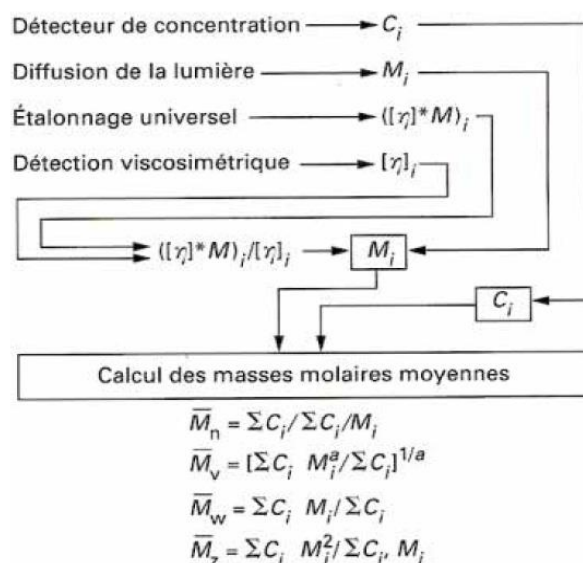 Détecteur de concentration C_i
Diffusion de la lumière M_i
Étalonnage universel ([η]*M)_i
Détection viscosimétrique [η]_i
([η]*M)_i/[η]_i M_i
C_i
Calcul des masses molaires moyennes
M̅_n = ΣC_i/ΣC_i/M_i
M̅_v = [ΣC_i M_i^a/ΣC_i]^1/a
M̅_w = ΣC_i M_i/ΣC_i
M̅_z = ΣC_i M_i^2/ΣC_i, M_i